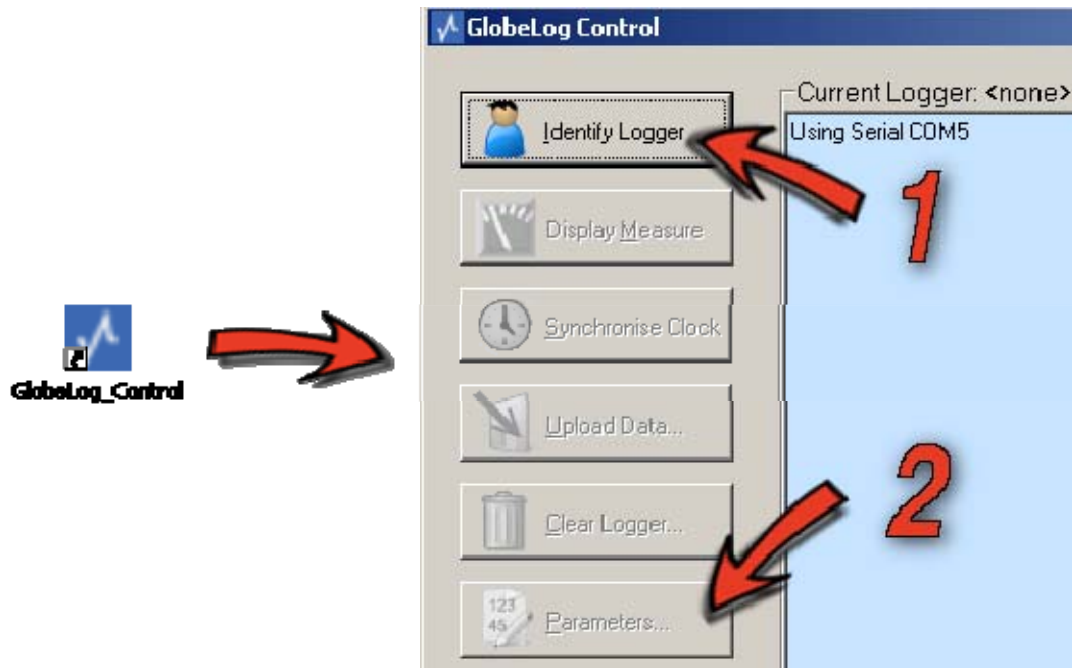 GlobeLog_Control
GlobeLog Control
Identify Logger
Display Measure
Synchronise Clock
Upload Data...
Clear Logger...
123
45
Parameters...
Current Logger: <none>
Using Serial COM5
1
2